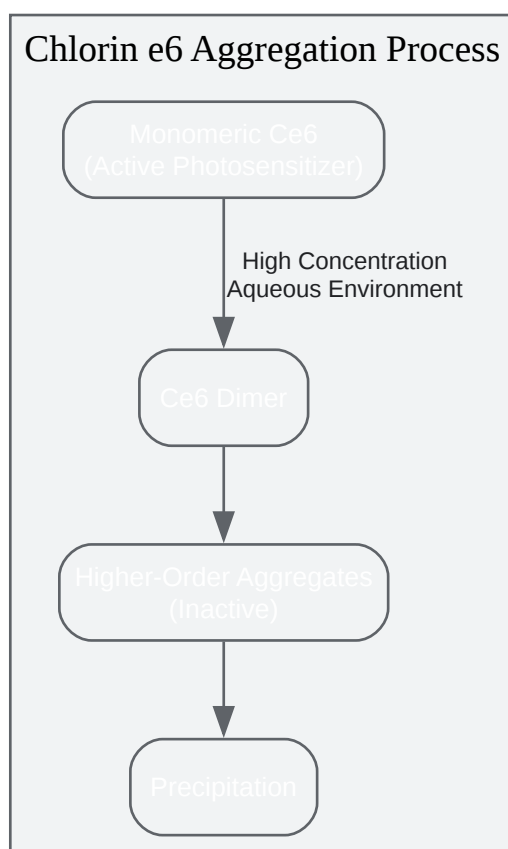 Chlorin e6 Aggregation Process
Monomeric Ce6
(Active Photosensitizer)
High Concentration
Aqueous Environment
Ce6 Dimer
Higher-Order Aggregates
(Inactive)
Precipitation